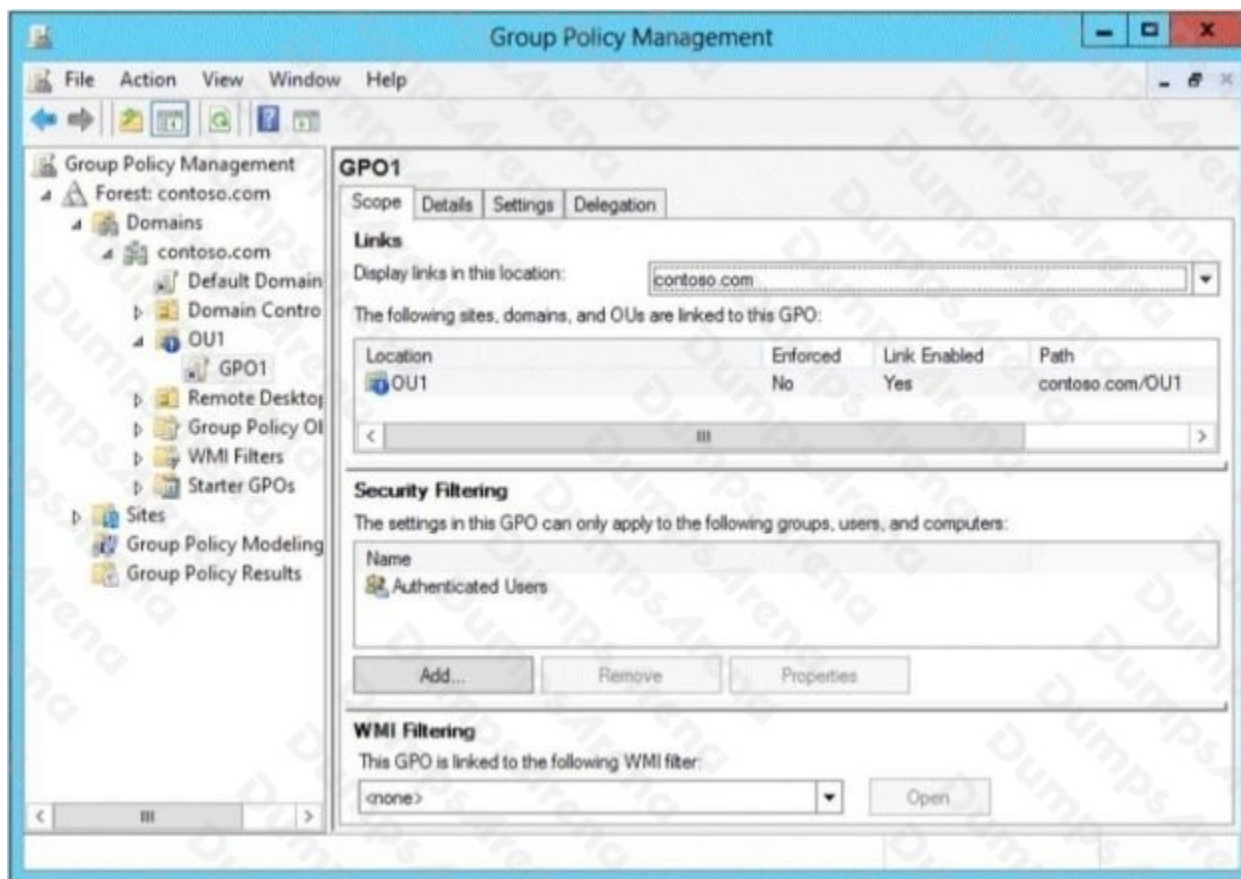 Group Policy Management
File Action View Window Help
Group Policy Management
Forest: contoso.com
Domains
contoso.com
Default Domain
Domain Contro
OU1
GPO1
Remote Desktop
Group Policy Ol
WMI Filters
Starter GPOs
Sites
Group Policy Modeling
Group Policy Results
GPO1
Scope Details Settings Delegation
Links
Display links in this location: contoso.com
The following sites, domains, and OUs are linked to this GPO:
Location Enforced Link Enabled Path
OU1 No Yes contoso.com/OU1
Security Filtering
The settings in this GPO can only apply to the following groups, users, and computers:
Name
Authenticated Users
Add... Remove Properties
WMI Filtering
This GPO is linked to the following WMI filter:
<none> Open
DumpsArena